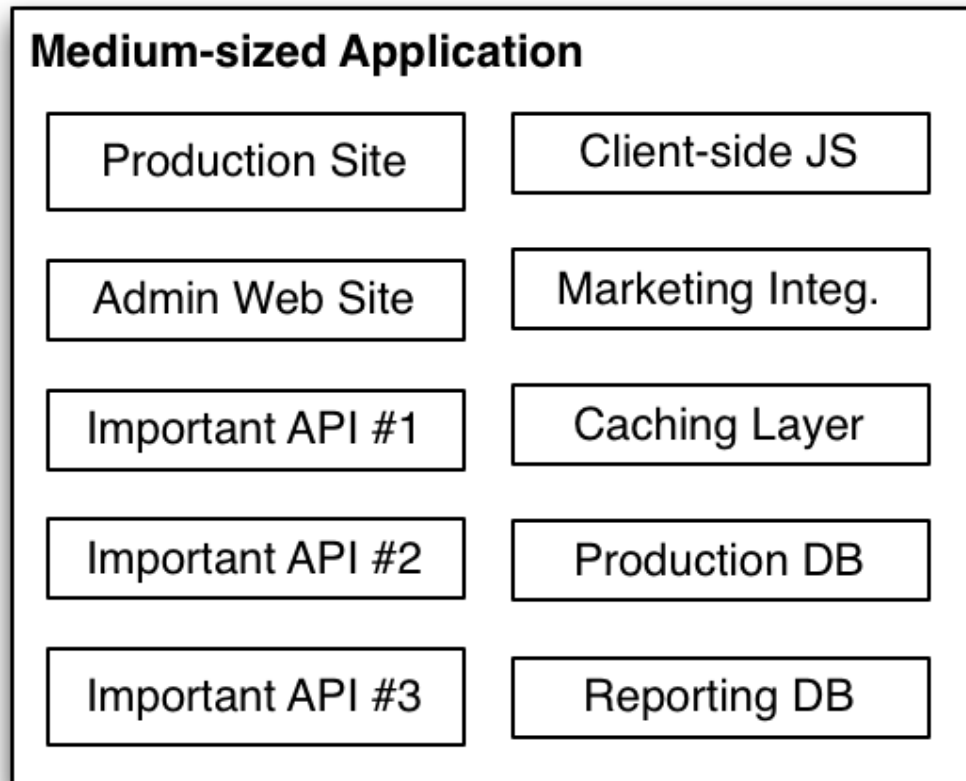 Medium-sized Application
Production Site
Admin Web Site
Important API #1
Important API #2
Important API #3
Client-side JS
Marketing Integ.
Caching Layer
Production DB
Reporting DB